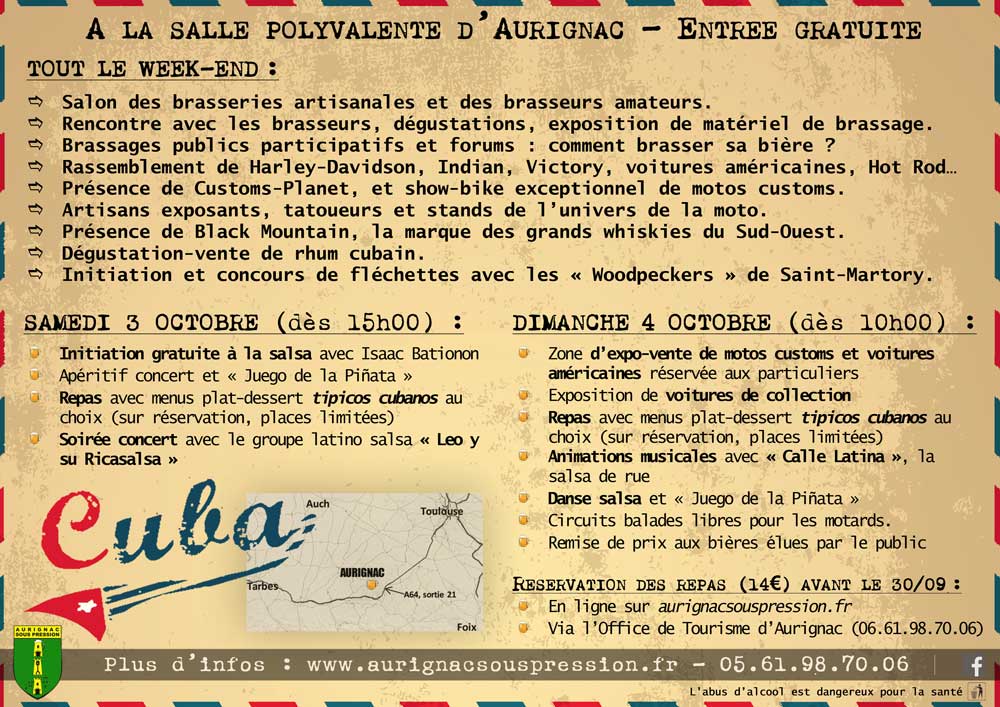 A LA SALLE POLYVALENTE D'AURIGNAC – ENTREE GRATUITE
TOUT LE WEEK-END :
⇨ Salon des brasseries artisanales et des brasseurs amateurs.
⇨ Rencontre avec les brasseurs, dégustations, exposition de matériel de brassage.
⇨ Brassages publics participatifs et forums : comment brasser sa bière ?
⇨ Rassemblement de Harley-Davidson, Indian, Victory, voitures américaines, Hot Rod…
⇨ Présence de Customs-Planet, et show-bike exceptionnel de motos customs.
⇨ Artisans exposants, tatoueurs et stands de l'univers de la moto.
⇨ Présence de Black Mountain, la marque des grands whiskies du Sud-Ouest.
⇨ Dégustation-vente de rhum cubain.
⇨ Initiation et concours de fléchettes avec les « Woodpeckers » de Saint-Martory.
SAMEDI 3 OCTOBRE (dès 15h00) :
Initiation gratuite à la salsa avec Isaac Bationon
Apéritif concert et « Juego de la Piñata »
Repas avec menus plat-dessert tipicos cubanos au
choix (sur réservation, places limitées)
Soirée concert avec le groupe latino salsa « Leo y
su Ricasalsa »
Cuba
Auch
Toulouse
AURIGNAC
Tarbes
A64, sortie 21
Foix
DIMANCHE 4 OCTOBRE (dès 10h00) :
Zone d'expo-vente de motos customs et voitures
américaines réservée aux particuliers
Exposition de voitures de collection
Repas avec menus plat-dessert tipicos cubanos au
choix (sur réservation, places limitées)
Animations musicales avec « Calle Latina », la
salsa de rue
Danse salsa et « Juego de la Piñata »
Circuits balades libres pour les motards.
Remise de prix aux bières élues par le public
RESERVATION DES REPAS (14€) AVANT LE 30/09 :
En ligne sur aurignacsouspression.fr
Via l'Office de Tourisme d'Aurignac (06.61.98.70.06)
AURIGNAC
SOUS PRESSION
Plus d'infos : www.aurignacsouspression.fr – 05.61.98.70.06 | f
L'abus d'alcool est dangereux pour la santé